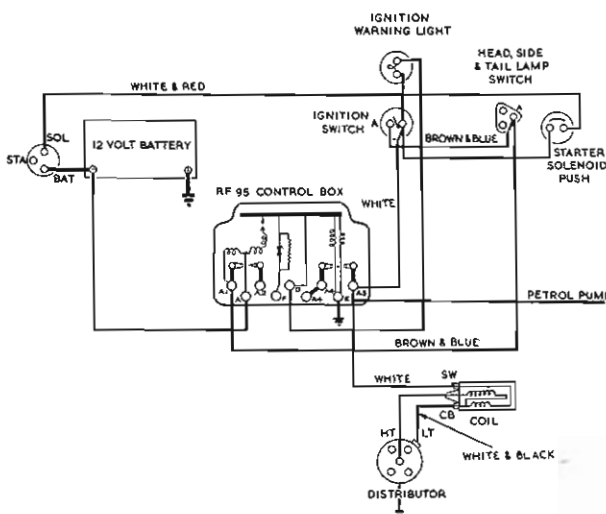 IGNITION
WARNING LIGHT
HEAD, SIDE
& TAIL LAMP
SWITCH
WHITE & RED
IGNITION
SWITCH
A
A
BROWN & BLUE
STARTER
SOLENOID
PUSH
SOL
STA
BAT
12 VOLT BATTERY
RF 95 CONTROL BOX
WHITE
A1
A
A2
F
D
A4
A4
E
A3
PETROL PUMP
BROWN & BLUE
WHITE
SW
CB
COIL
HT
LT
WHITE & BLACK
DISTRIBUTOR